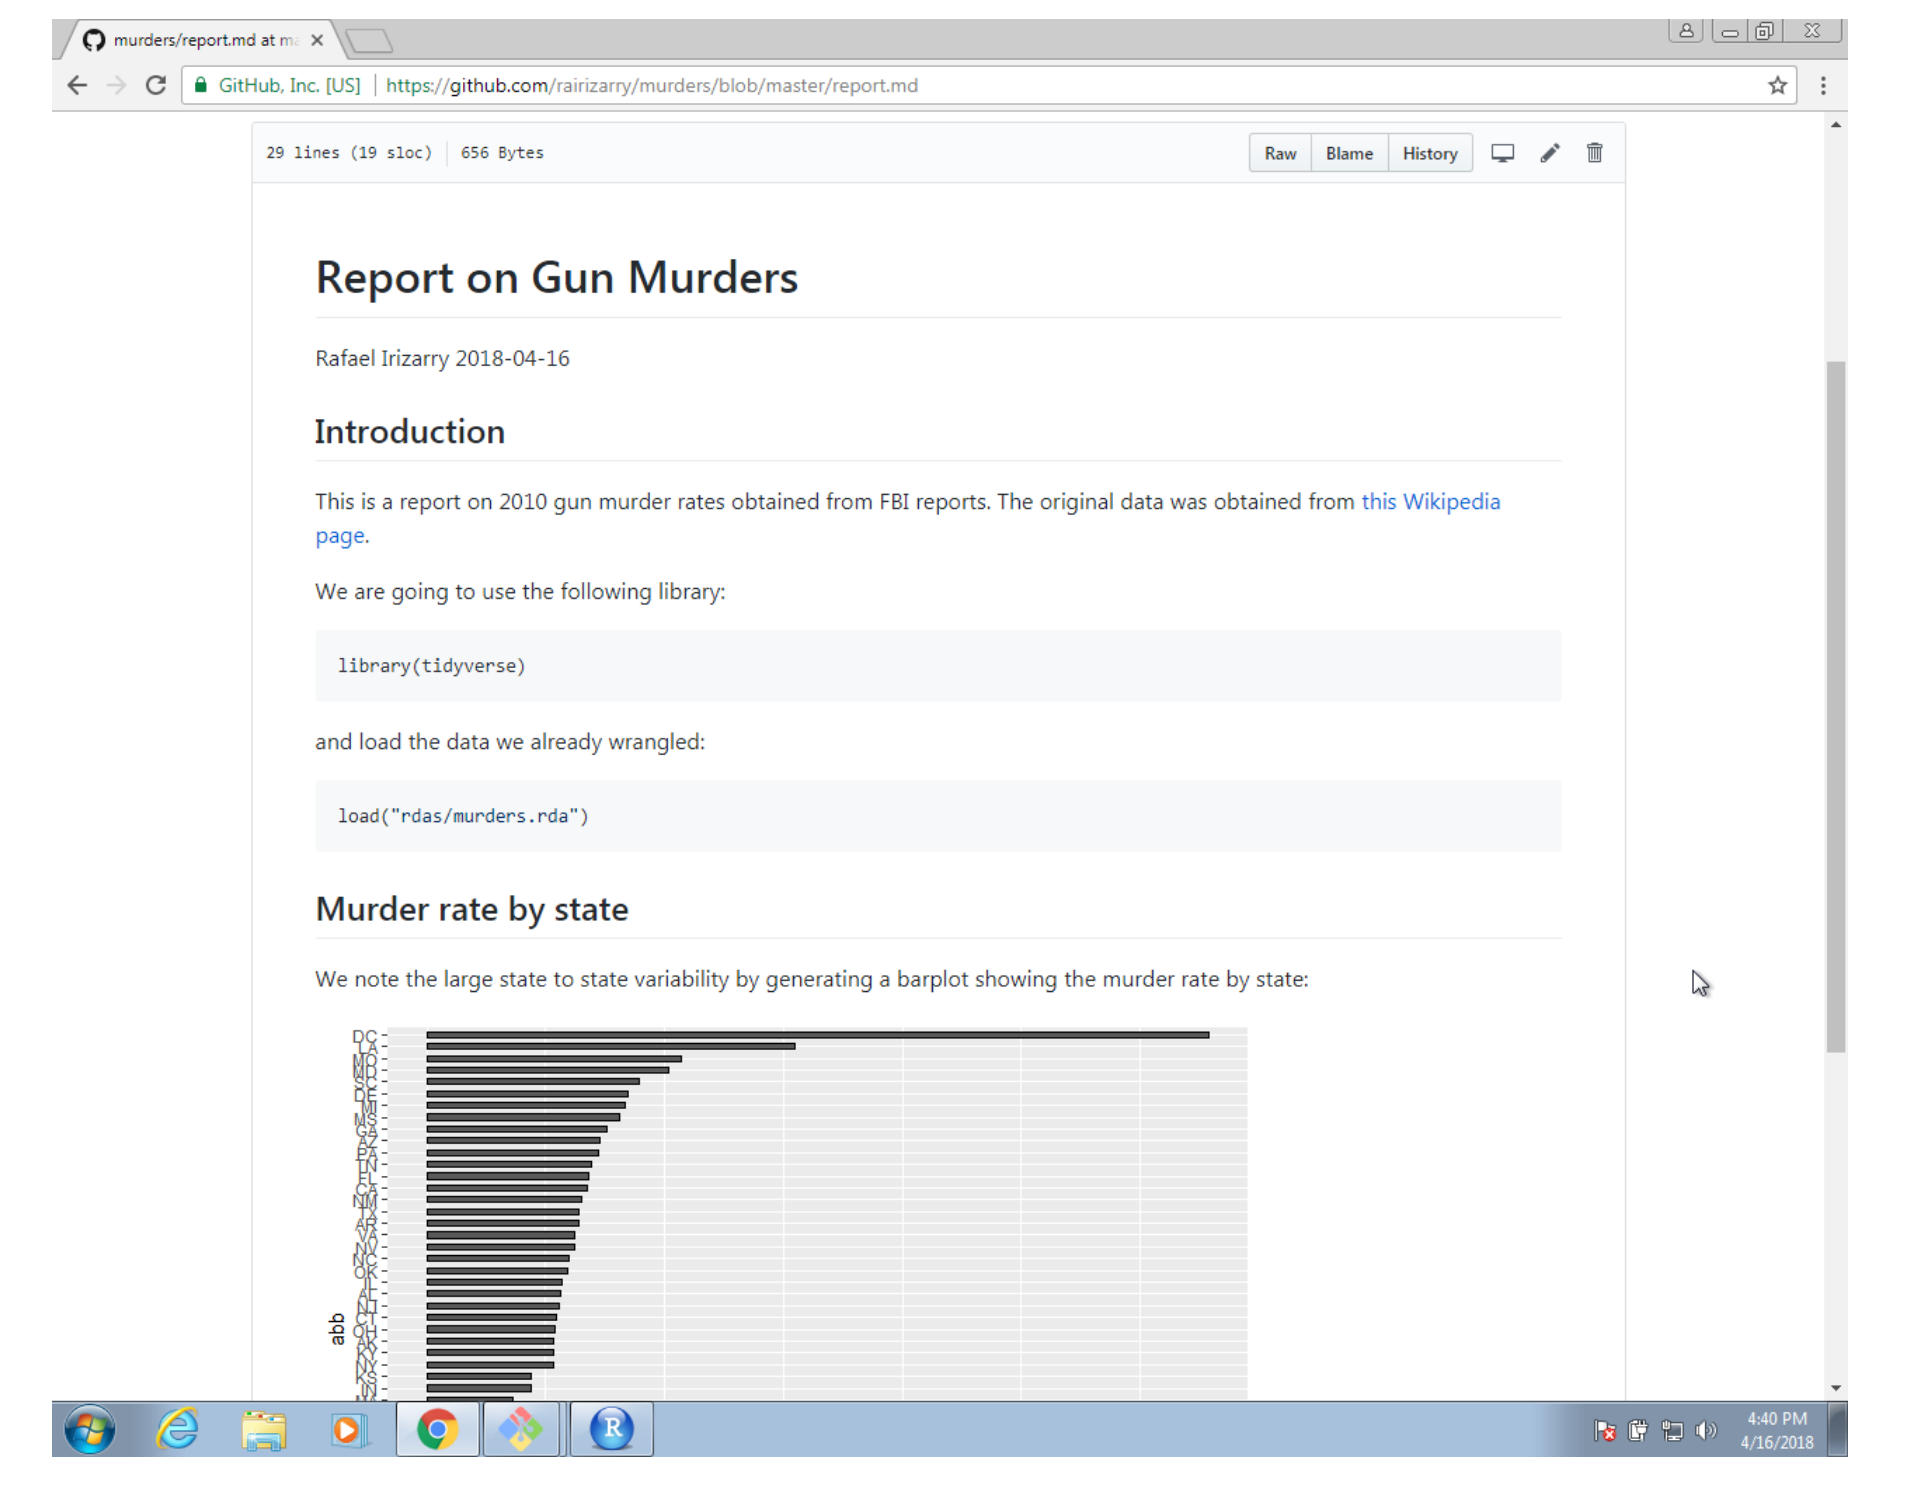 murders/report.md at ma
GitHub, Inc. [US] | https://github.com/rairizarry/murders/blob/master/report.md
29 lines (19 sloc) 656 Bytes
Raw Blame History
Report on Gun Murders
Rafael Irizarry 2018-04-16
Introduction
This is a report on 2010 gun murder rates obtained from FBI reports. The original data was obtained from this Wikipedia
page.
We are going to use the following library:
library(tidyverse)
and load the data we already wrangled:
load("rdas/murders.rda")
Murder rate by state
We note the large state to state variability by generating a barplot showing the murder rate by state:
DC
LA
MO
MD
SC
DE
MI
MS
GA
AZ
PA
TN
FL
CA
NM
TX
AR
VA
NV
NC
OK
IL
AL
NJ
CT
abb
OH
AK
KY
NY
KS
IN
R
4:40 PM
4/16/2018